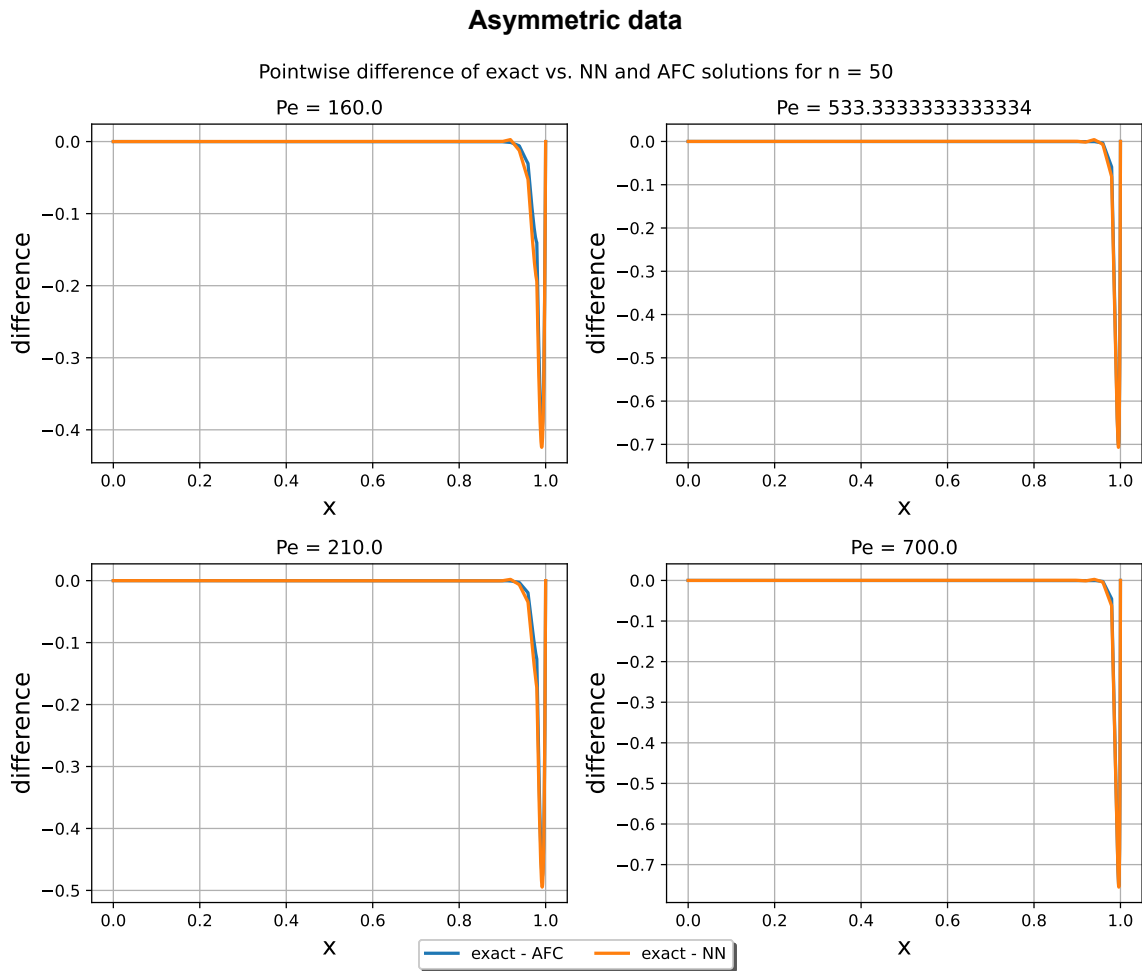 Asymmetric data
Pointwise difference of exact vs. NN and AFC solutions for n = 50
Pe = 160.0
0.0
−0.1
−0.2
−0.3
−0.4
difference
0.0 0.2 0.4 0.6 0.8 1.0
x
Pe = 533.3333333333334
0.0
−0.1
−0.2
−0.3
−0.4
−0.5
−0.6
−0.7
difference
0.0 0.2 0.4 0.6 0.8 1.0
x
Pe = 210.0
0.0
−0.1
−0.2
−0.3
−0.4
−0.5
difference
0.0 0.2 0.4 0.6 0.8 1.0
x
Pe = 700.0
0.0
−0.1
−0.2
−0.3
−0.4
−0.5
−0.6
−0.7
difference
0.0 0.2 0.4 0.6 0.8 1.0
x
exact - AFC exact - NN